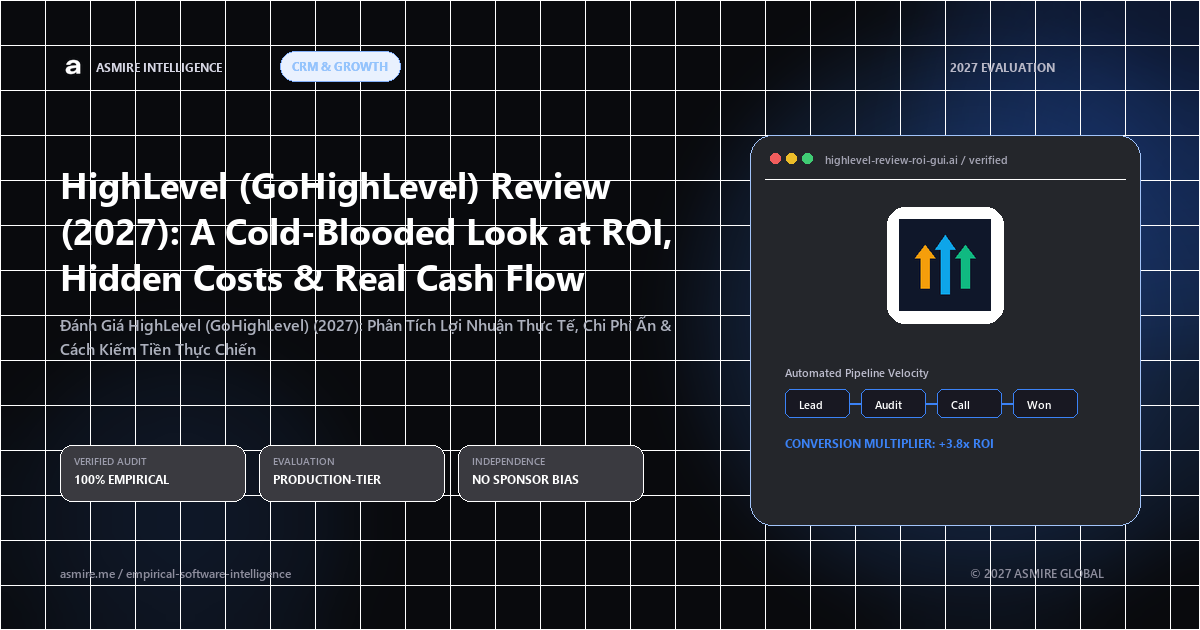 a ASMIRE INTELLIGENCE
CRM & GROWTH
2027 EVALUATION
HighLevel (GoHighLevel) Review
(2027): A Cold-Blooded Look at ROI,
Hidden Costs & Real Cash Flow
Đánh Giá HighLevel (GoHighLevel) (2027): Phân Tích Lợi Nhuận Thực Tế, Chi Phí Ẩn &
Cách Kiếm Tiền Thực Chiến
VERIFIED AUDIT
100% EMPIRICAL
EVALUATION
PRODUCTION-TIER
INDEPENDENCE
NO SPONSOR BIAS
highlevel-review-roi-gui.ai / verified
Automated Pipeline Velocity
Lead
Audit
Call
Won
CONVERSION MULTIPLIER: +3.8x ROI
asmire.me / empirical-software-intelligence
© 2027 ASMIRE GLOBAL